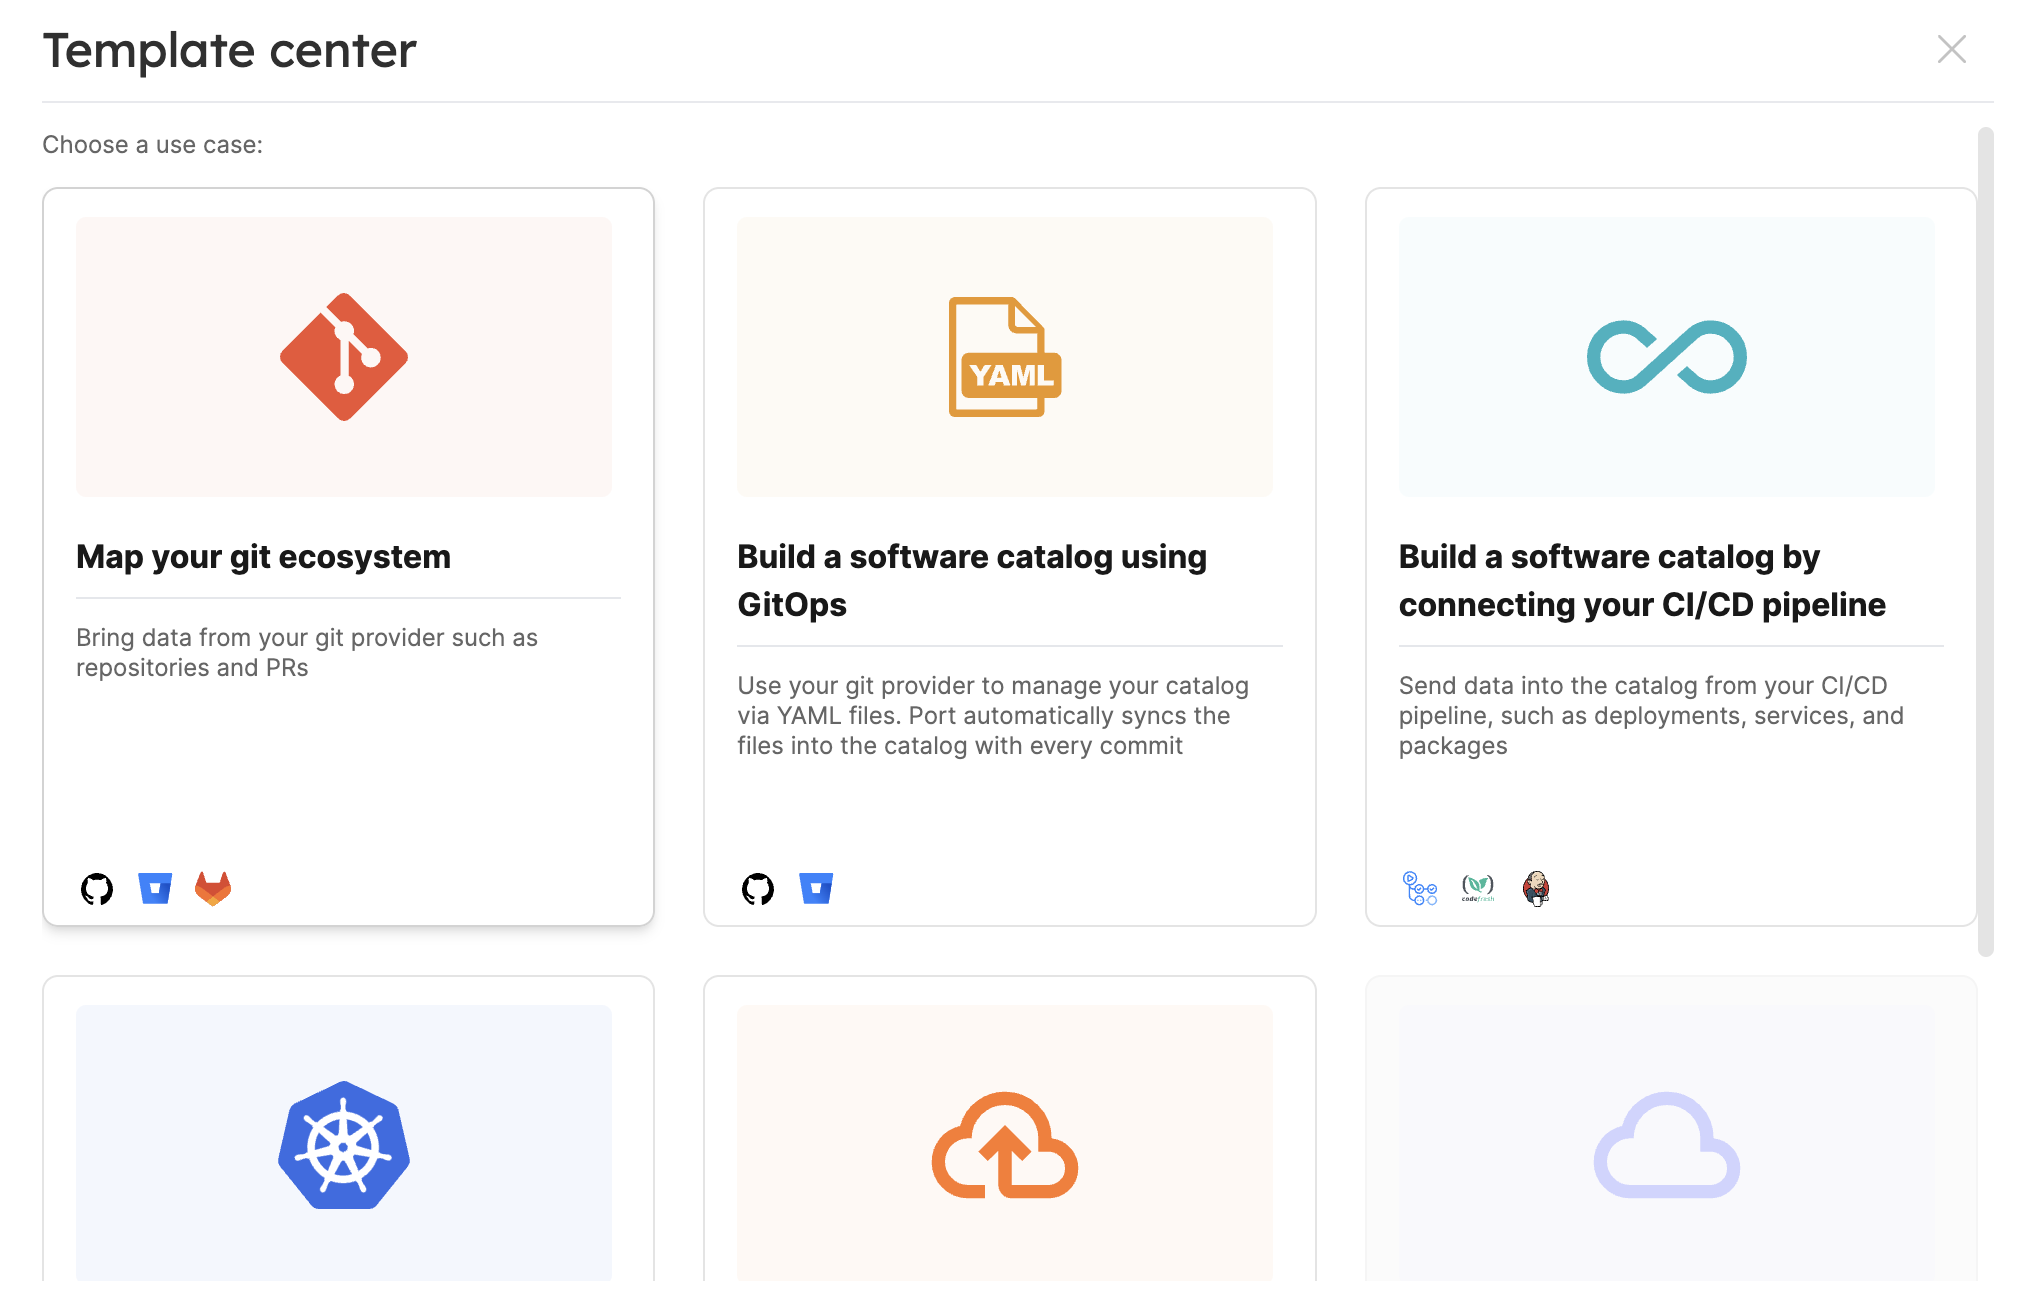 Template center
Choose a use case:
YAML
Map your git ecosystem
Bring data from your git provider such as
repositories and PRs
Build a software catalog using
GitOps
Use your git provider to manage your catalog
via YAML files. Port automatically syncs the
files into the catalog with every commit
Build a software catalog by
connecting your CI/CD pipeline
Send data into the catalog from your CI/CD
pipeline, such as deployments, services, and
packages
codefresh